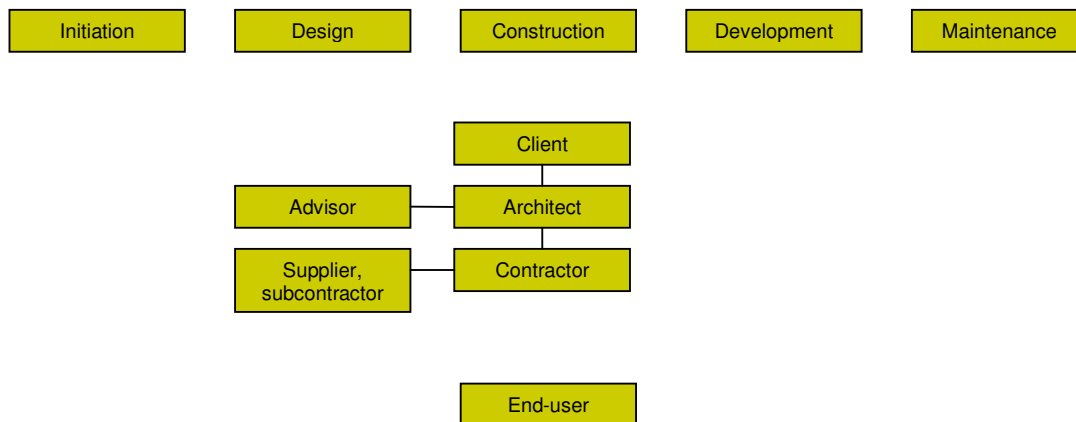 Initiation
Design
Construction
Development
Maintenance
Client
Advisor
Architect
Supplier,
subcontractor
Contractor
End-user